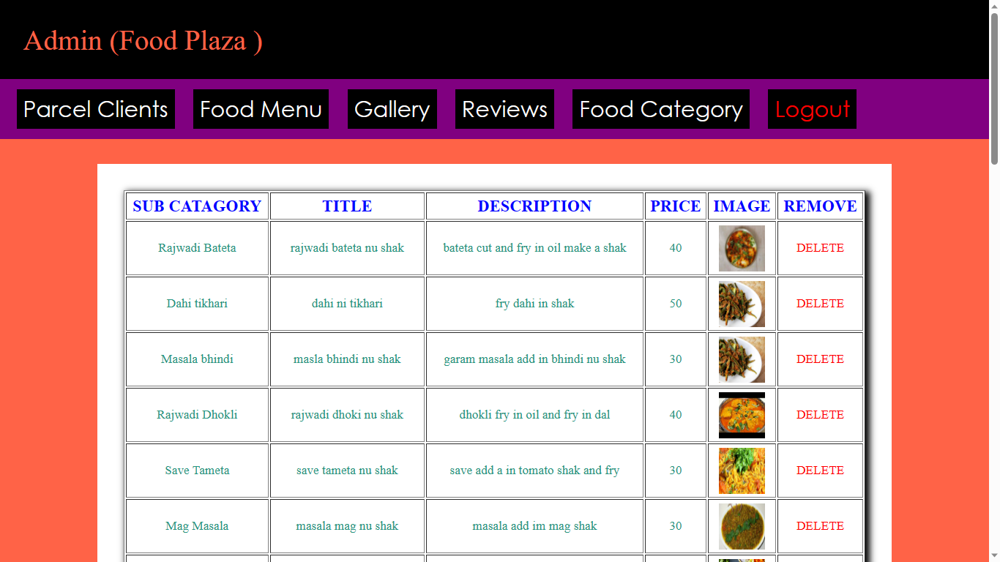 Admin (Food Plaza )
Parcel Clients Food Menu Gallery Reviews Food Category Logout
SUB CATAGORY TITLE DESCRIPTION PRICE IMAGE REMOVE
Rajwadi Bateta rajwadi bateta nu shak bateta cut and fry in oil make a shak 40 DELETE
Dahi tikhari dahi ni tikhari fry dahi in shak 50 DELETE
Masala bhindi masla bhindi nu shak garam masala add in bhindi nu shak 30 DELETE
Rajwadi Dhokli rajwadi dhoki nu shak dhokli fry in oil and fry in dal 40 DELETE
Save Tameta save tameta nu shak save add a in tomato shak and fry 30 DELETE
Mag Masala masala mag nu shak masala add im mag shak 30 DELETE